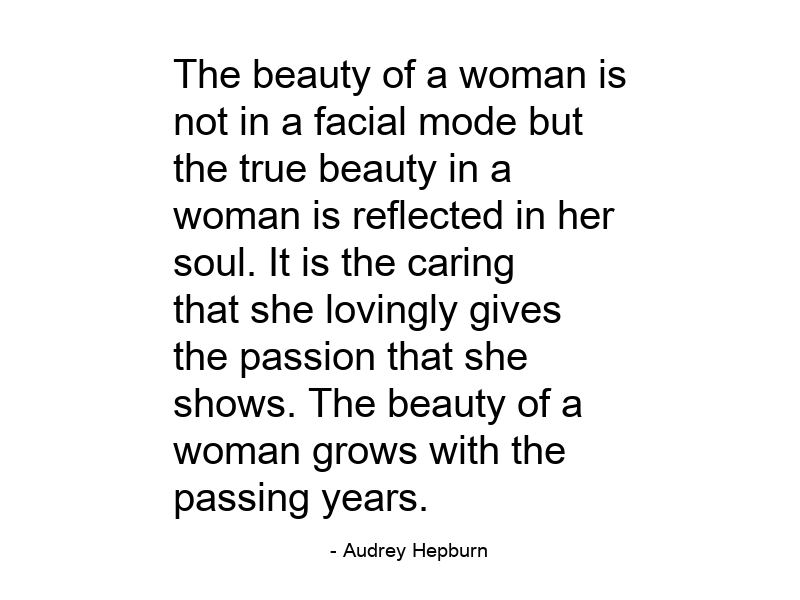 The beauty of a woman is
not in a facial mode but
the true beauty in a
woman is reflected in her
soul. It is the caring
that she lovingly gives
the passion that she
shows. The beauty of a
woman grows with the
passing years.
- Audrey Hepburn